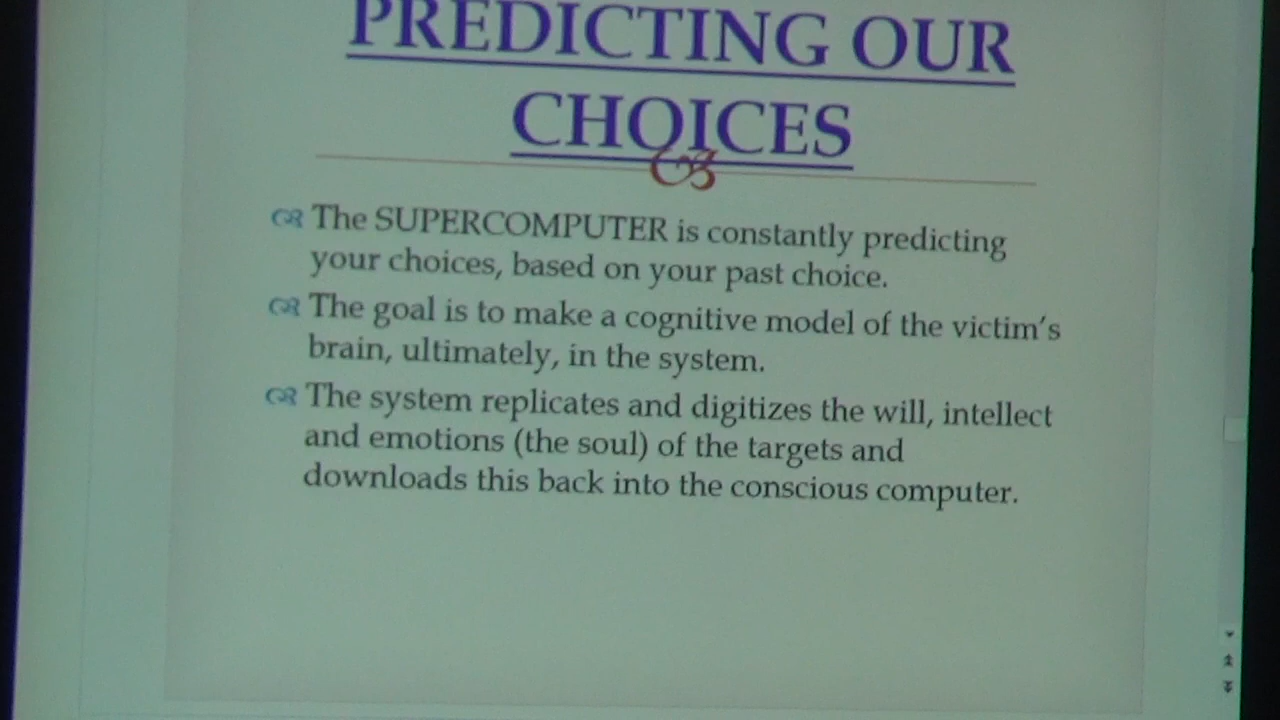 PREDICTING OUR
CHOICES
The SUPERCOMPUTER is constantly predicting
your choices, based on your past choice.
The goal is to make a cognitive model of the victim's
brain, ultimately, in the system.
The system replicates and digitizes the will, intellect
and emotions (the soul) of the targets and
downloads this back into the conscious computer.